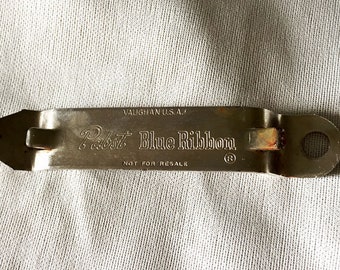 VAUGHAN U.S.A.
Pabst Blue Ribbon ®
NOT FOR RESALE